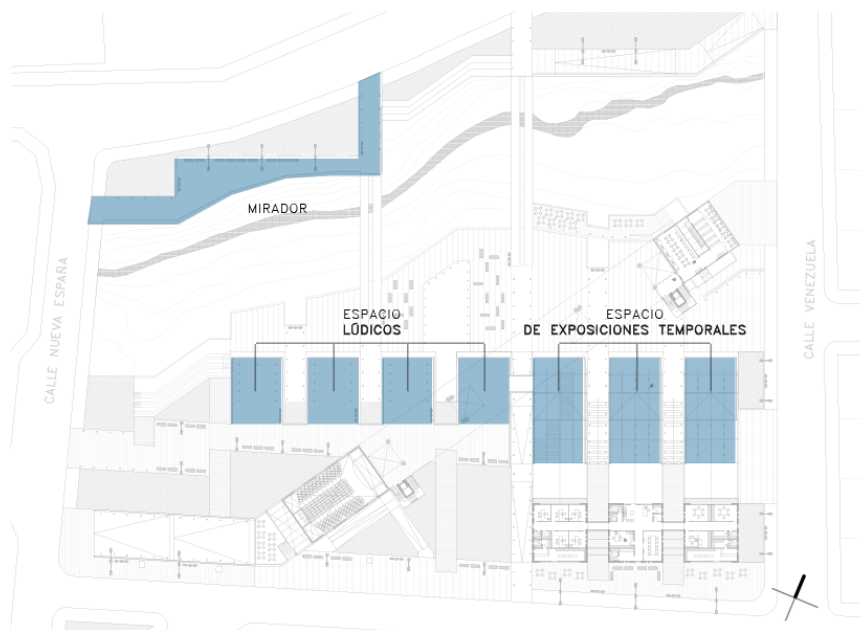 MIRADOR
CALLE NUEVA ESPAÑA
CALLE VENEZUELA
ESPACIO
LÚDICOS
ESPACIO
DE EXPOSICIONES TEMPORALES